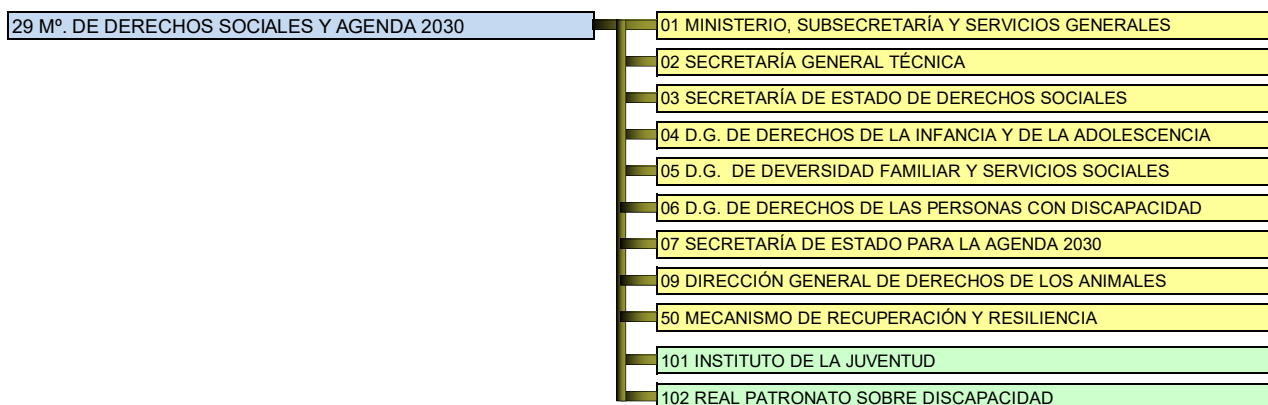 29 Mº. DE DERECHOS SOCIALES Y AGENDA 2030
01 MINISTERIO, SUBSECRETARÍA Y SERVICIOS GENERALES
02 SECRETARÍA GENERAL TÉCNICA
03 SECRETARÍA DE ESTADO DE DERECHOS SOCIALES
04 D.G. DE DERECHOS DE LA INFANCIA Y DE LA ADOLESCENCIA
05 D.G. DE DEVERSIDAD FAMILIAR Y SERVICIOS SOCIALES
06 D.G. DE DERECHOS DE LAS PERSONAS CON DISCAPACIDAD
07 SECRETARÍA DE ESTADO PARA LA AGENDA 2030
09 DIRECCIÓN GENERAL DE DERECHOS DE LOS ANIMALES
50 MECANISMO DE RECUPERACIÓN Y RESILIENCIA
101 INSTITUTO DE LA JUVENTUD
102 REAL PATRONATO SOBRE DISCAPACIDAD